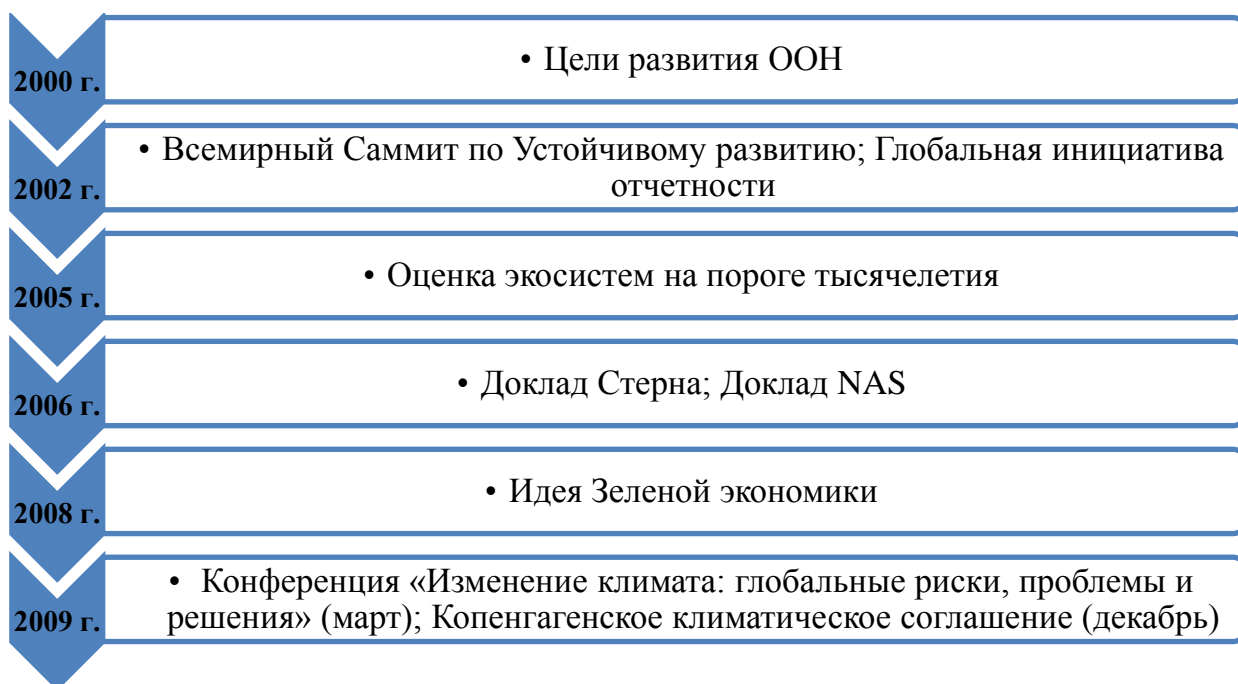 2000 г.
• Цели развития ООН
2002 г.
• Всемирный Саммит по Устойчивому развитию; Глобальная инициатива
отчетности
2005 г.
• Оценка экосистем на пороге тысячелетия
2006 г.
• Доклад Стерна; Доклад NAS
2008 г.
• Идея Зеленой экономики
2009 г.
• Конференция «Изменение климата: глобальные риски, проблемы и
решения» (март); Копенгагенское климатическое соглашение (декабрь)